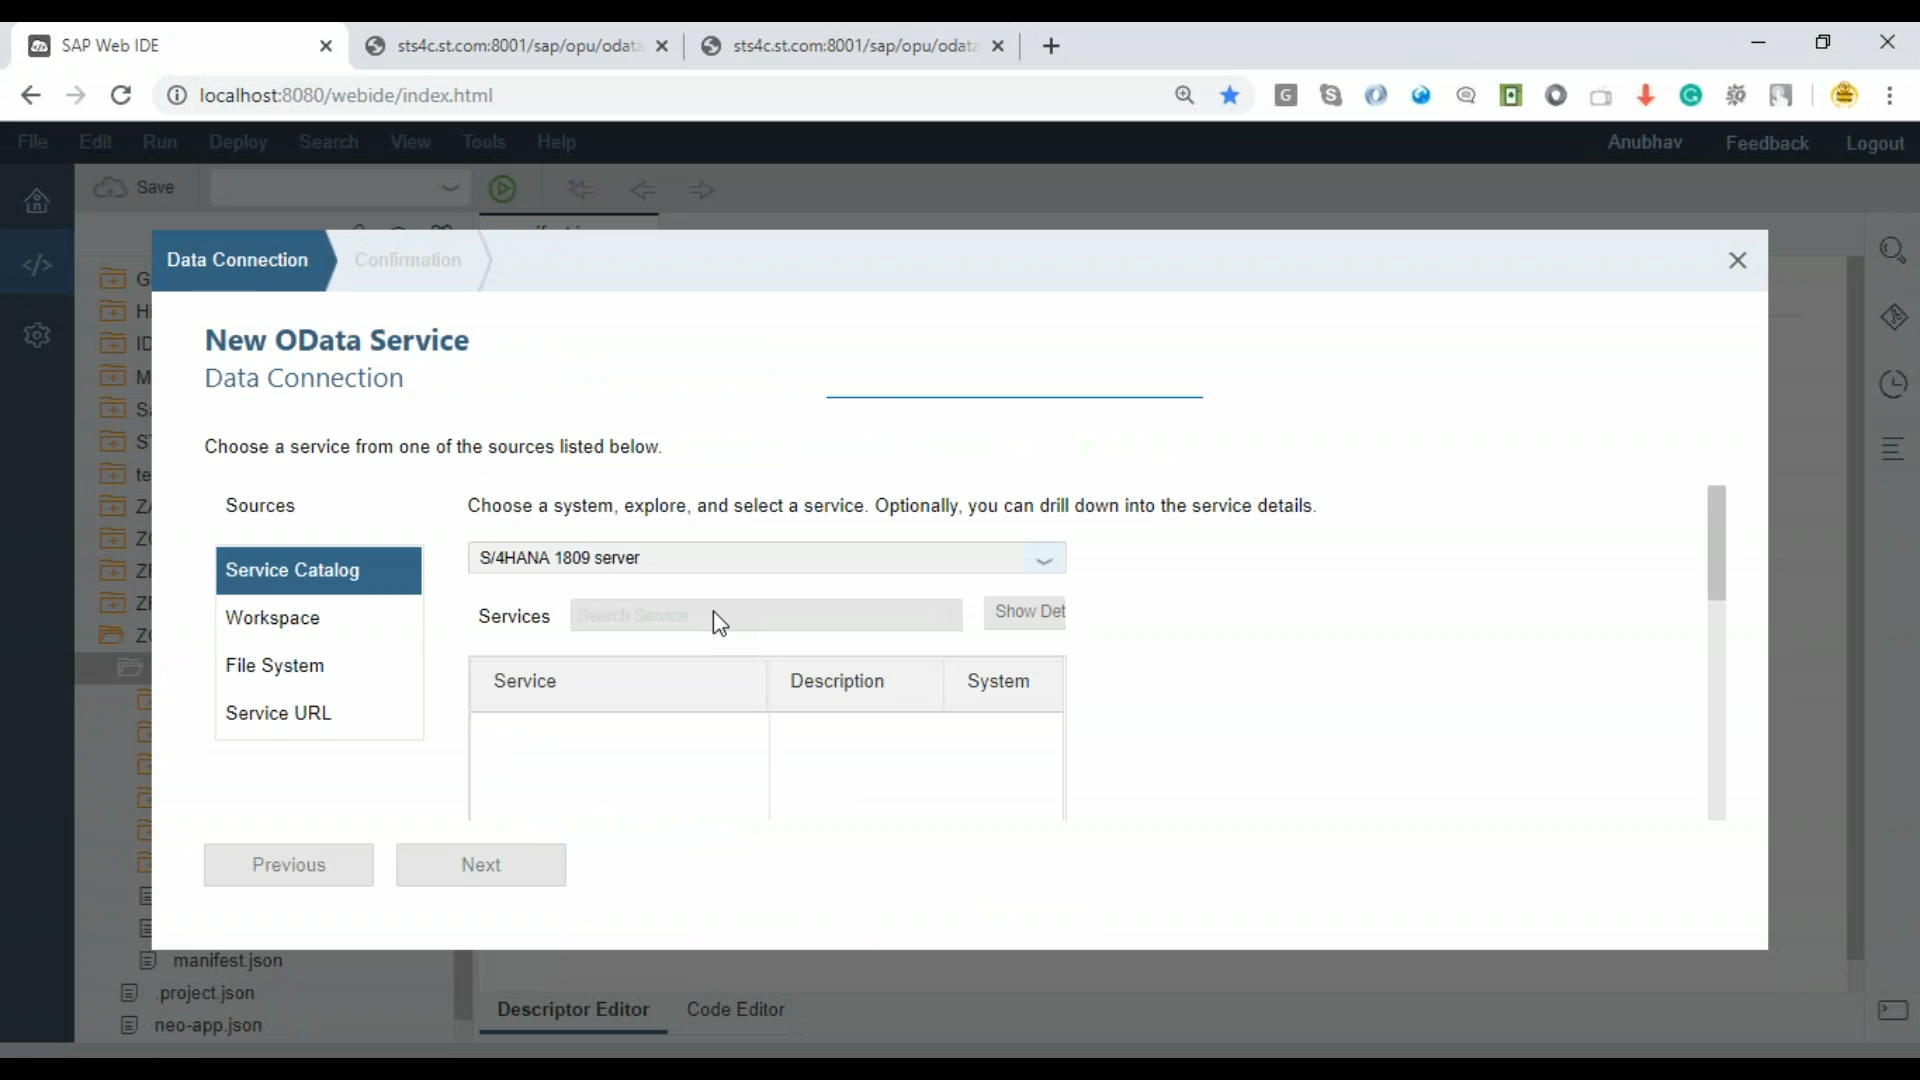 SAP Web IDE
sts4c.st.com:8001/sap/opu/odata
sts4c.st.com:8001/sap/opu/odata
localhost:8080/webide/index.html
File Edit Run Deploy Search View Tools Help
Anubhav Feedback Logout
Save
Data Connection
Confirmation
New OData Service
Data Connection
Choose a service from one of the sources listed below.
Sources
Choose a system, explore, and select a service. Optionally, you can drill down into the service details.
Service Catalog
Workspace
File System
Service URL
S/4HANA 1809 server
Services
Search Service
Show Det
Service Description System
Previous
Next
manifest.json
.project.json
neo-app.json
Descriptor Editor
Code Editor